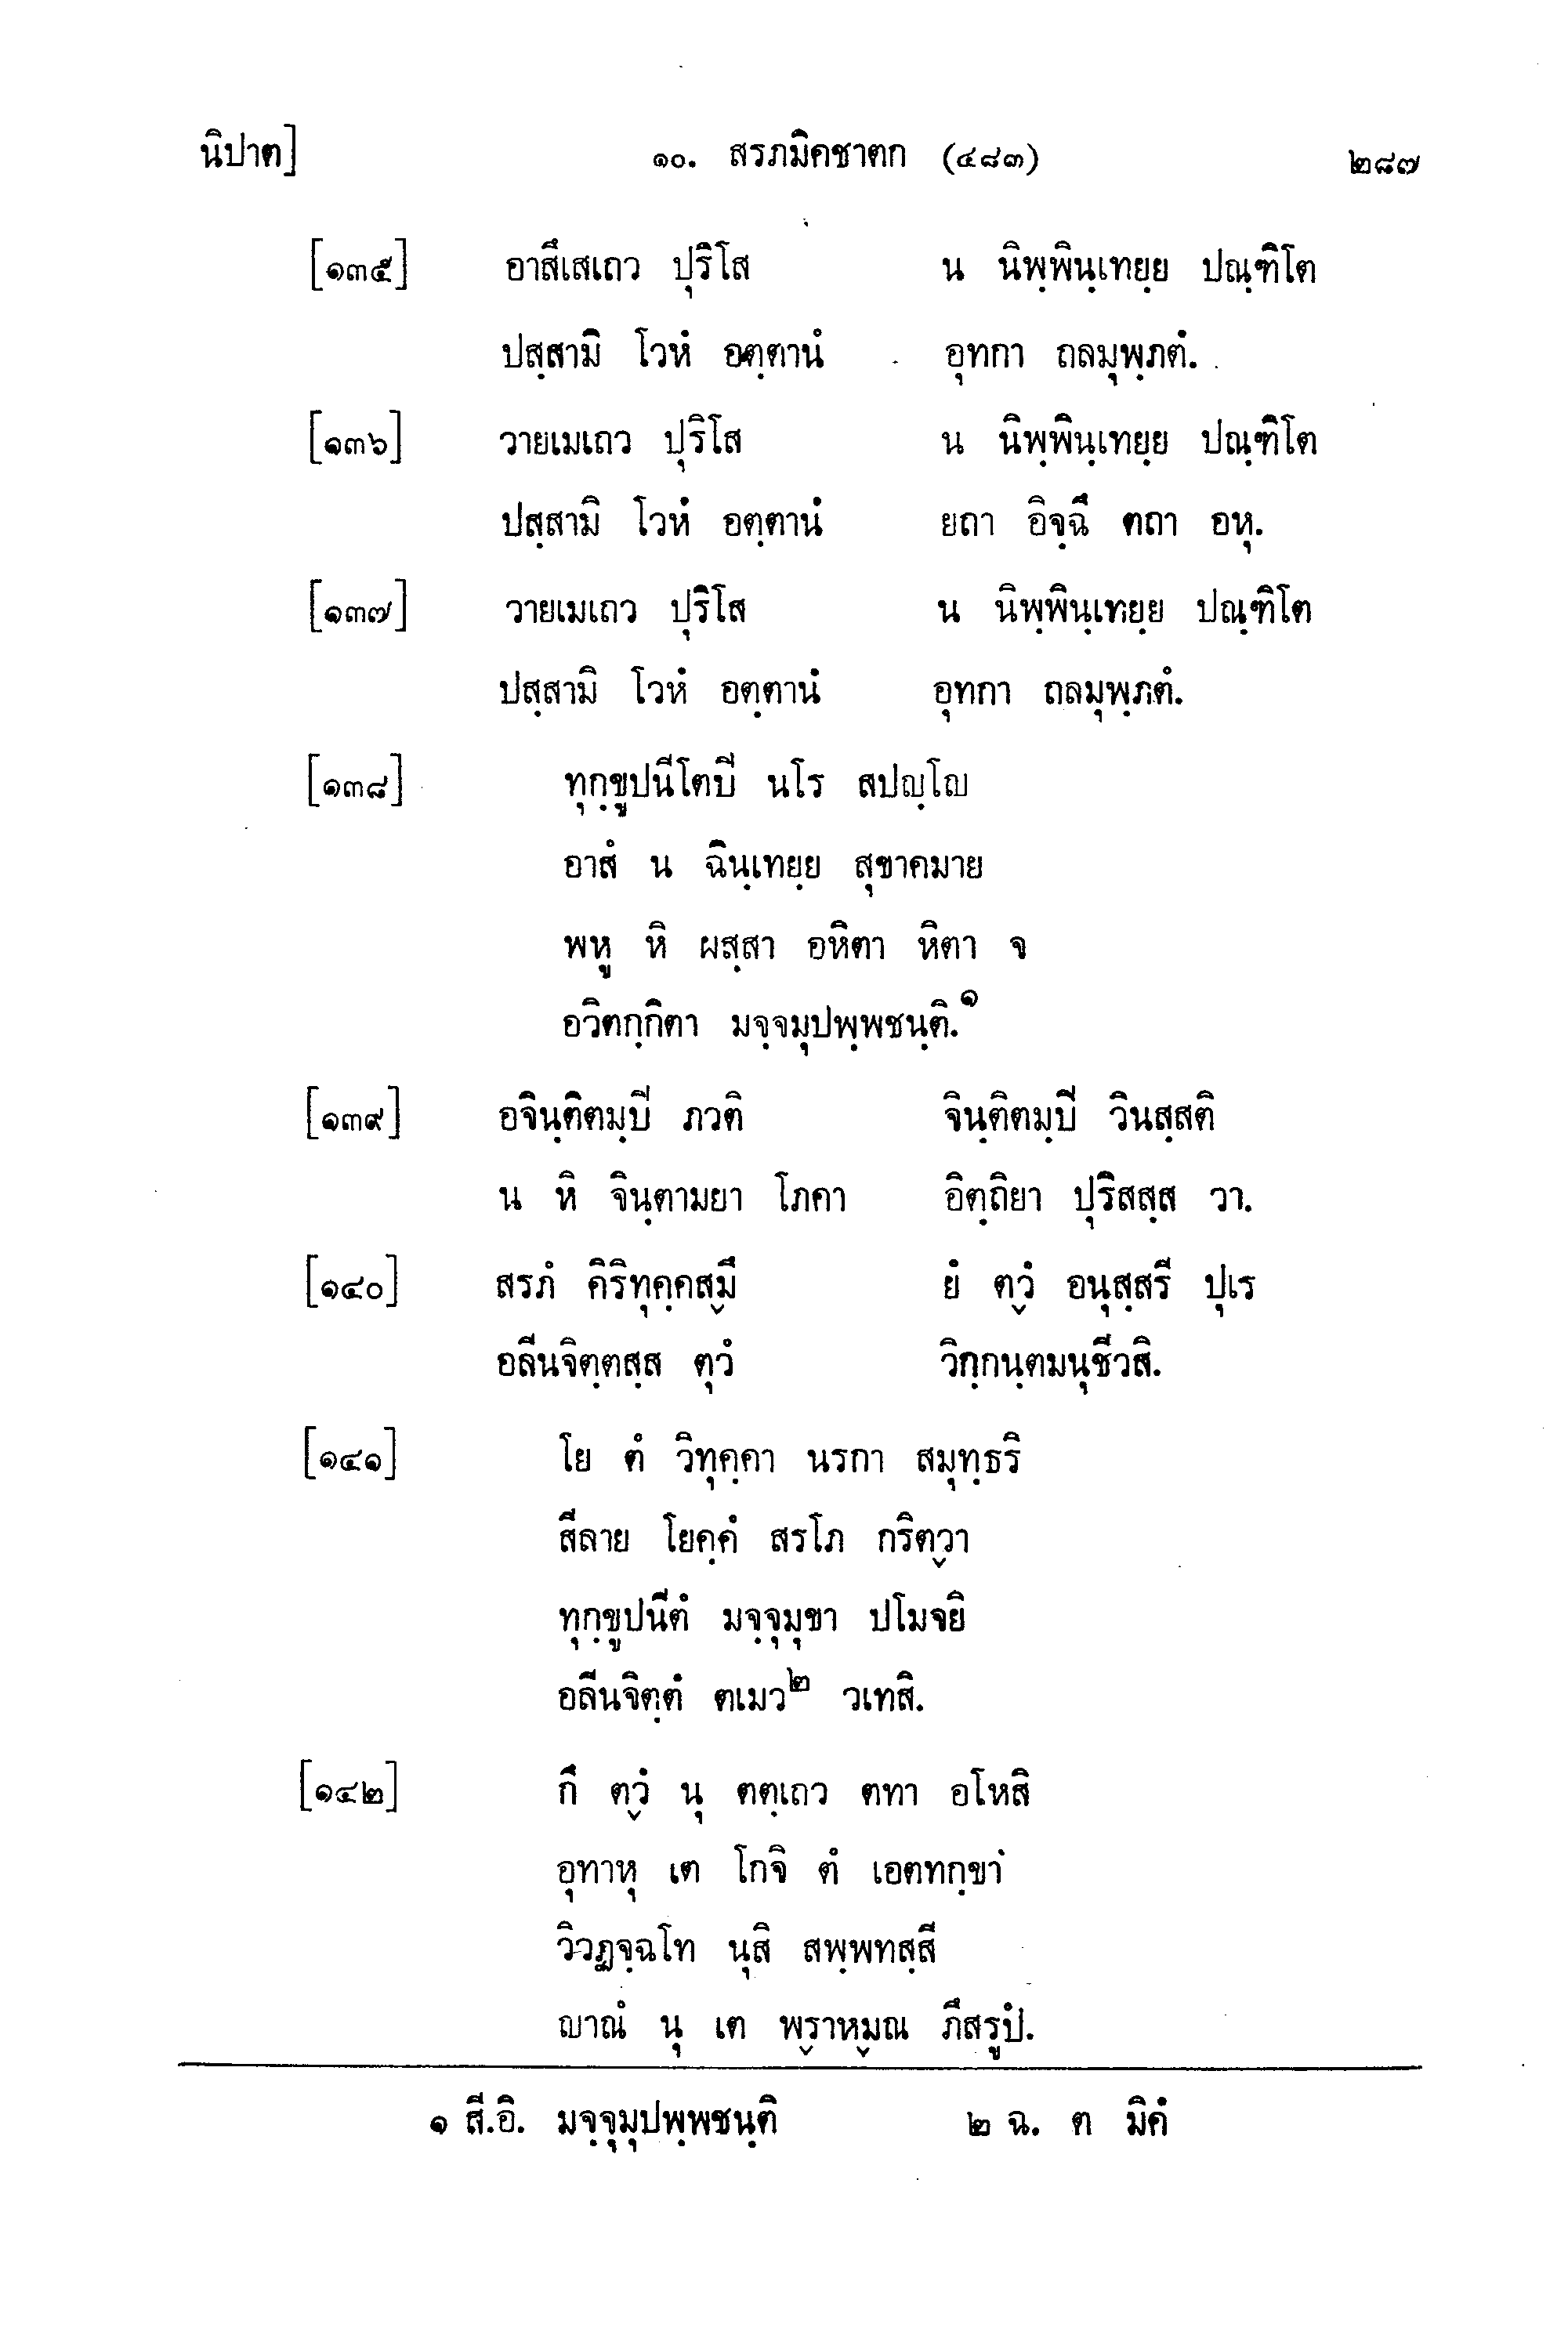 นิปาต] ๑๐. สรภมิคชาตก (๔๘๓) ๒๘๗
[๑๓๕] อาสึเสเถว ปุริโส น นิพฺพินฺเทยฺย ปณฺฑิโต
ปสฺสามิ โวหํ อตฺตานํ อุทกา ถลมุพฺภตํ.
[๑๓๖] วายเมเถว ปุริโส น นิพฺพินฺเทยฺย ปณฺฑิโต
ปสฺสามิ โวหํ อตฺตานํ ยถา อิจฺฉึ ตถา อหุ.
[๑๓๗] วายเมเถว ปุริโส น นิพฺพินฺเทยฺย ปณฺฑิโต
ปสฺสามิ โวหํ อตฺตานํ อุทกา ถลมุพฺภตํ.
[๑๓๘] ทุกฺขูปนีโตปี นโร สปญฺโญ
อาสํ น ฉินฺเทยฺย สุขาคมาย
พหู หิ ผสฺสา อหิตา หิตา จ
อวิตกฺกิตา มจฺจมุปพฺพชนฺติ.๑
[๑๓๙] อจินฺติตมฺปี ภวติ จินฺติตมฺปี วินสฺสติ
น หิ จินฺตามยา โภคา อิตฺถิยา ปุริสสฺส วา.
[๑๔๐] สรภํ คิริทุคฺคสฺมึ ยํ ตฺวํ อนุสฺสรี ปุเร
อลีนจิตฺตสฺส ตุวํ วิกฺกนฺตมนุชีวสิ.
[๑๔๑] โย ตํ วิทุคฺคา นรกา สมุทฺธริ
สีลาย โยคฺคํ สรโภ กริตฺวา
ทุกฺขูปนีตํ มจฺจุมุขา ปโมจยิ
อลีนจิตฺตํ ตเมว๒ วเทสิ.
[๑๔๒] กึ ตฺวํ นุ ตตฺเถว ตทา อโหสิ
อุทาหุ เต โกจิ ตํ เอตทกฺขา
วิวฏจฺฉโท นุสิ สพฺพทสฺสี
ญาณํ นุ เต พฺราหฺมณ ภึสรูปํ.
๑ สี.อิ. มจฺจุมุปพฺพชนฺติ ๒ ฉ. ต มิคํ